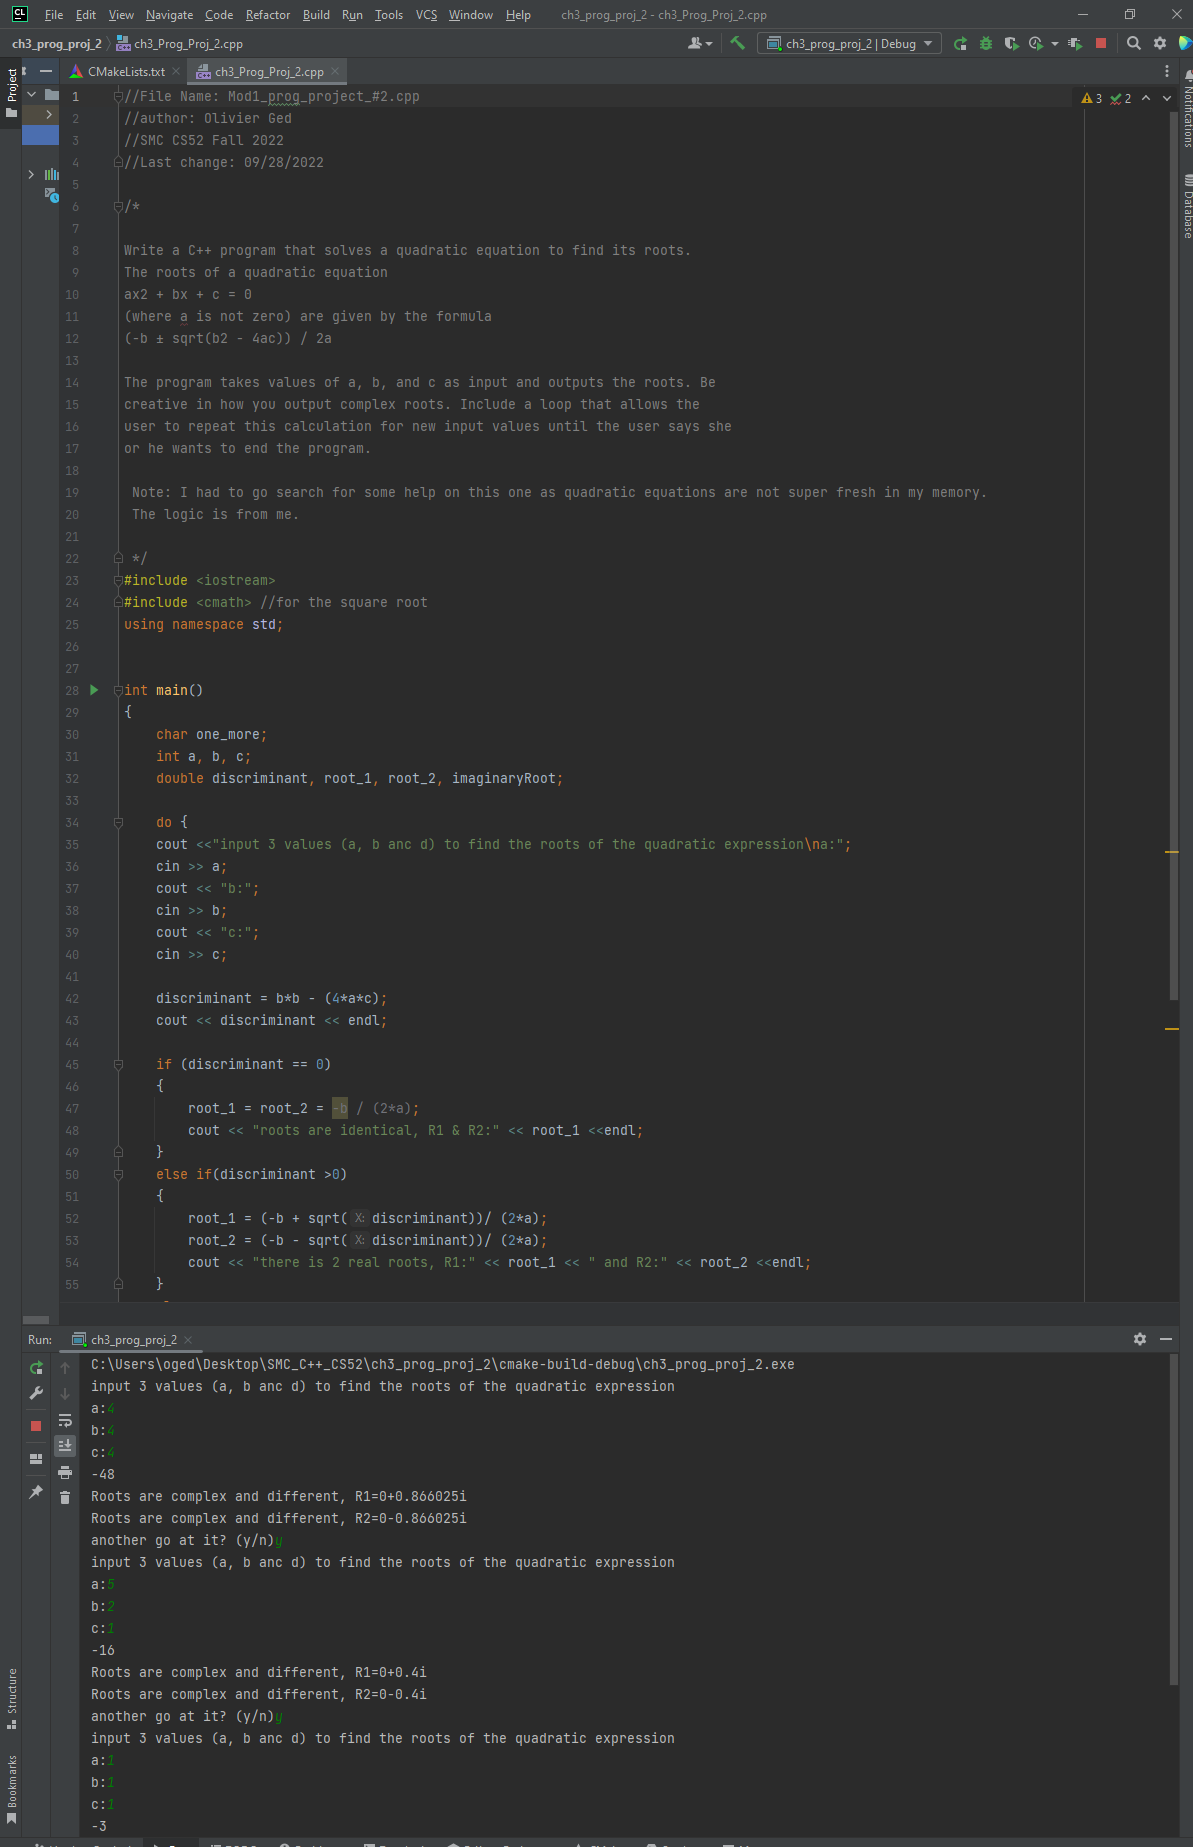 File Edit View Navigate Code Refactor Build Run Tools VCS Window Help ch3_prog_proj_2 - ch3_Prog_Proj_2.cpp
ch3_prog_proj_2 ch3_Prog_Proj_2.cpp ch3_prog_proj_2 | Debug
Project
CMakeLists.txt ch3_Prog_Proj_2.cpp
Notifications
Database
3 2
1 //File Name: Mod1_prog_project_#2.cpp
2 //author: Olivier Ged
3 //SMC CS52 Fall 2022
4 //Last change: 09/28/2022
5
6 /*
7
8 Write a C++ program that solves a quadratic equation to find its roots.
9 The roots of a quadratic equation
10 ax2 + bx + c = 0
11 (where a is not zero) are given by the formula
12 (-b ± sqrt(b2 - 4ac)) / 2a
13
14 The program takes values of a, b, and c as input and outputs the roots. Be
15 creative in how you output complex roots. Include a loop that allows the
16 user to repeat this calculation for new input values until the user says she
17 or he wants to end the program.
18
19 Note: I had to go search for some help on this one as quadratic equations are not super fresh in my memory.
20 The logic is from me.
21
22 */
23 #include <iostream>
24 #include <cmath> //for the square root
25 using namespace std;
26
27
28 int main()
29 {
30 char one_more;
31 int a, b, c;
32 double discriminant, root_1, root_2, imaginaryRoot;
33
34 do {
35 cout <<"input 3 values (a, b anc d) to find the roots of the quadratic expression\na:";
36 cin >> a;
37 cout << "b:";
38 cin >> b;
39 cout << "c:";
40 cin >> c;
41
42 discriminant = b*b - (4*a*c);
43 cout << discriminant << endl;
44
45 if (discriminant == 0)
46 {
47 root_1 = root_2 = -b / (2*a);
48 cout << "roots are identical, R1 & R2:" << root_1 <<endl;
49 }
50 else if(discriminant >0)
51 {
52 root_1 = (-b + sqrt( X: discriminant))/ (2*a);
53 root_2 = (-b - sqrt( X: discriminant))/ (2*a);
54 cout << "there is 2 real roots, R1:" << root_1 << " and R2:" << root_2 <<endl;
55 }
Run: ch3_prog_proj_2
C:\Users\oged\Desktop\SMC_C++_CS52\ch3_prog_proj_2\cmake-build-debug\ch3_prog_proj_2.exe
input 3 values (a, b anc d) to find the roots of the quadratic expression
a:4
b:4
c:4
-48
Roots are complex and different, R1=0+0.866025i
Roots are complex and different, R2=0-0.866025i
another go at it? (y/n)y
input 3 values (a, b anc d) to find the roots of the quadratic expression
a:5
b:2
c:1
-16
Roots are complex and different, R1=0+0.4i
Roots are complex and different, R2=0-0.4i
another go at it? (y/n)y
input 3 values (a, b anc d) to find the roots of the quadratic expression
a:1
b:1
c:1
-3
Structure
Bookmarks